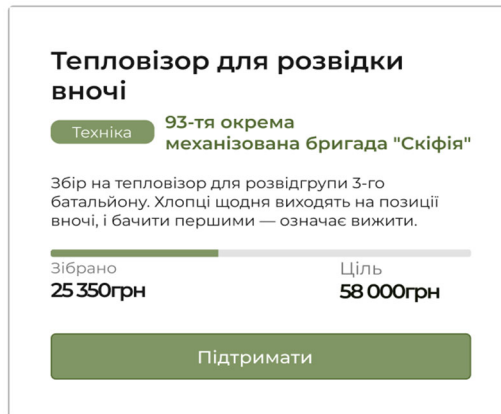 Тепловізор для розвідки
вночі
Техніка
93-тя окрема
механізована бригада "Скіфія"
Збір на тепловізор для розвідгрупи 3-го
батальйону. Хлопці щодня виходять на позиції
вночі, і бачити першими — означає вижити.
Зібрано
25 350грн
Ціль
58 000грн
Підтримати